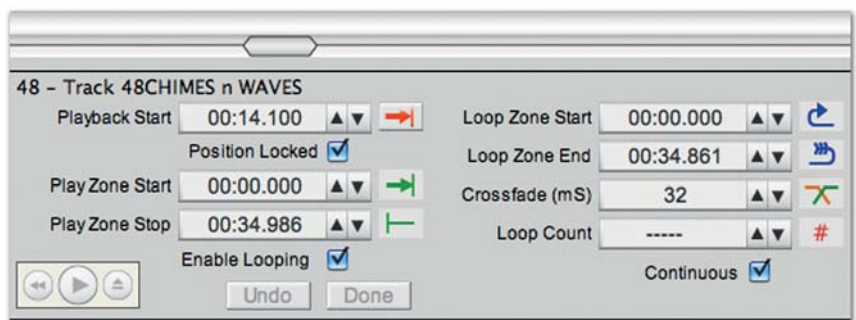 48 – Track 48CHIMES n WAVES
Playback Start 00:14.100
Position Locked
Play Zone Start 00:00.000
Play Zone Stop 00:34.986
Enable Looping
Undo Done
Loop Zone Start 00:00.000
Loop Zone End 00:34.861
Crossfade (mS) 32
Loop Count -----
#
Continuous